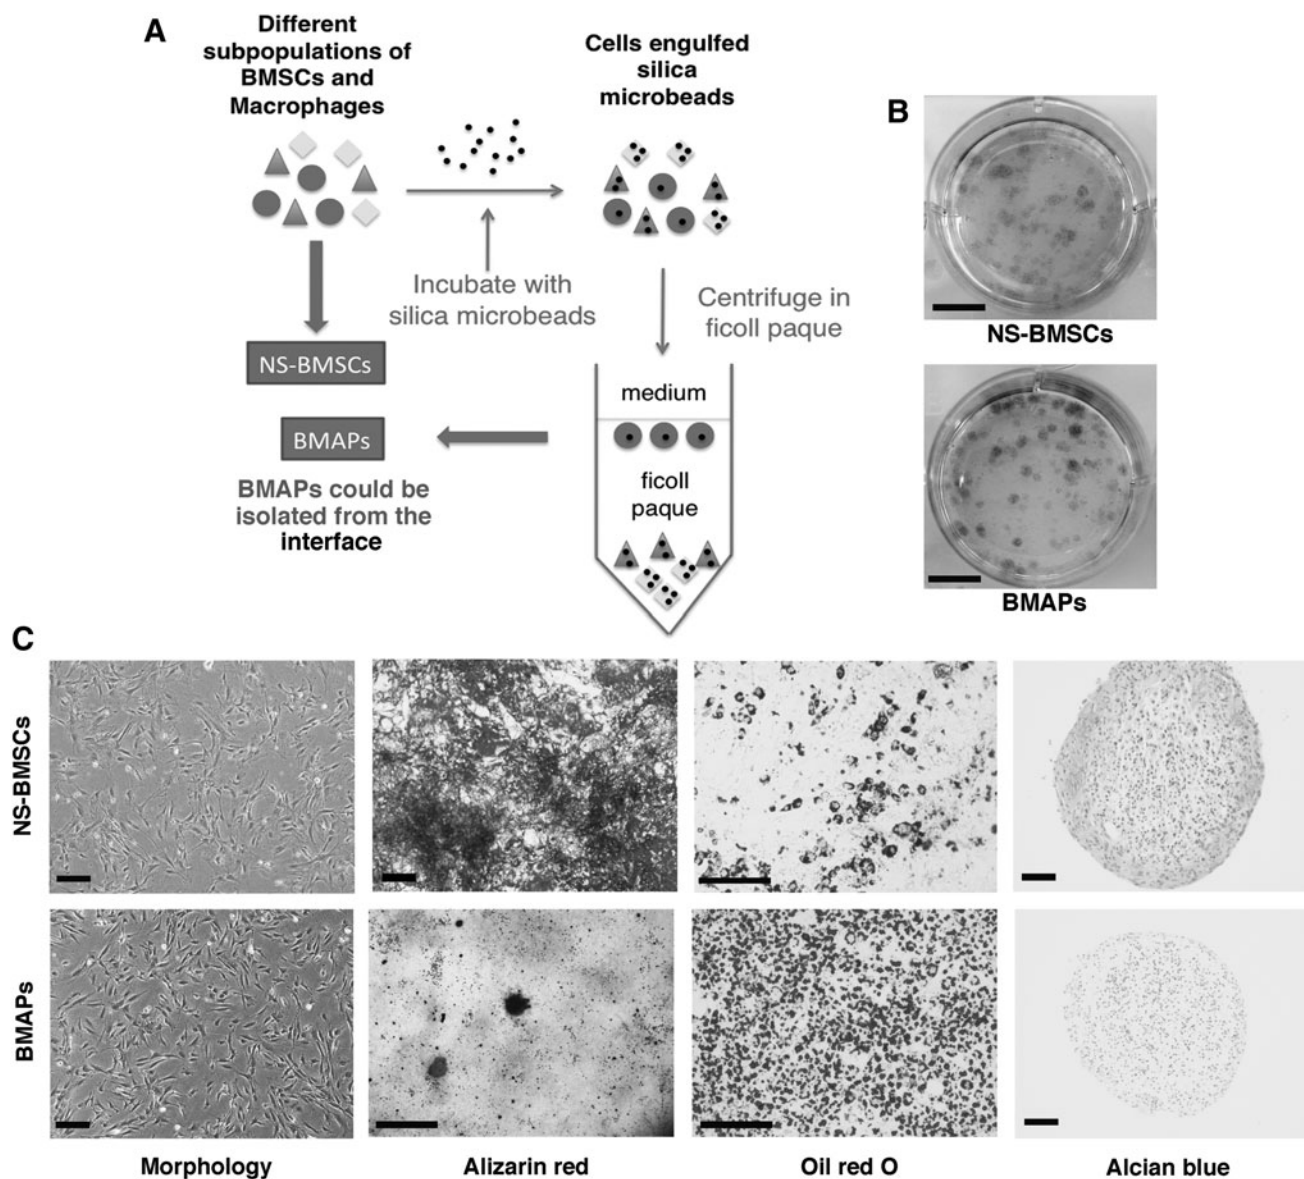 A
Different
subpopulations of
BMSCs and
Macrophages
Cells engulfed
silica
microbeads
Incubate with
silica microbeads
Centrifuge in
ficoll paque
NS-BMSCs
BMAPs
BMAPs could be
isolated from the
interface
medium
ficoll
paque
B
NS-BMSCs
BMAPs
C
NS-BMSCs
BMAPs
Morphology
Alizarin red
Oil red O
Alcian blue